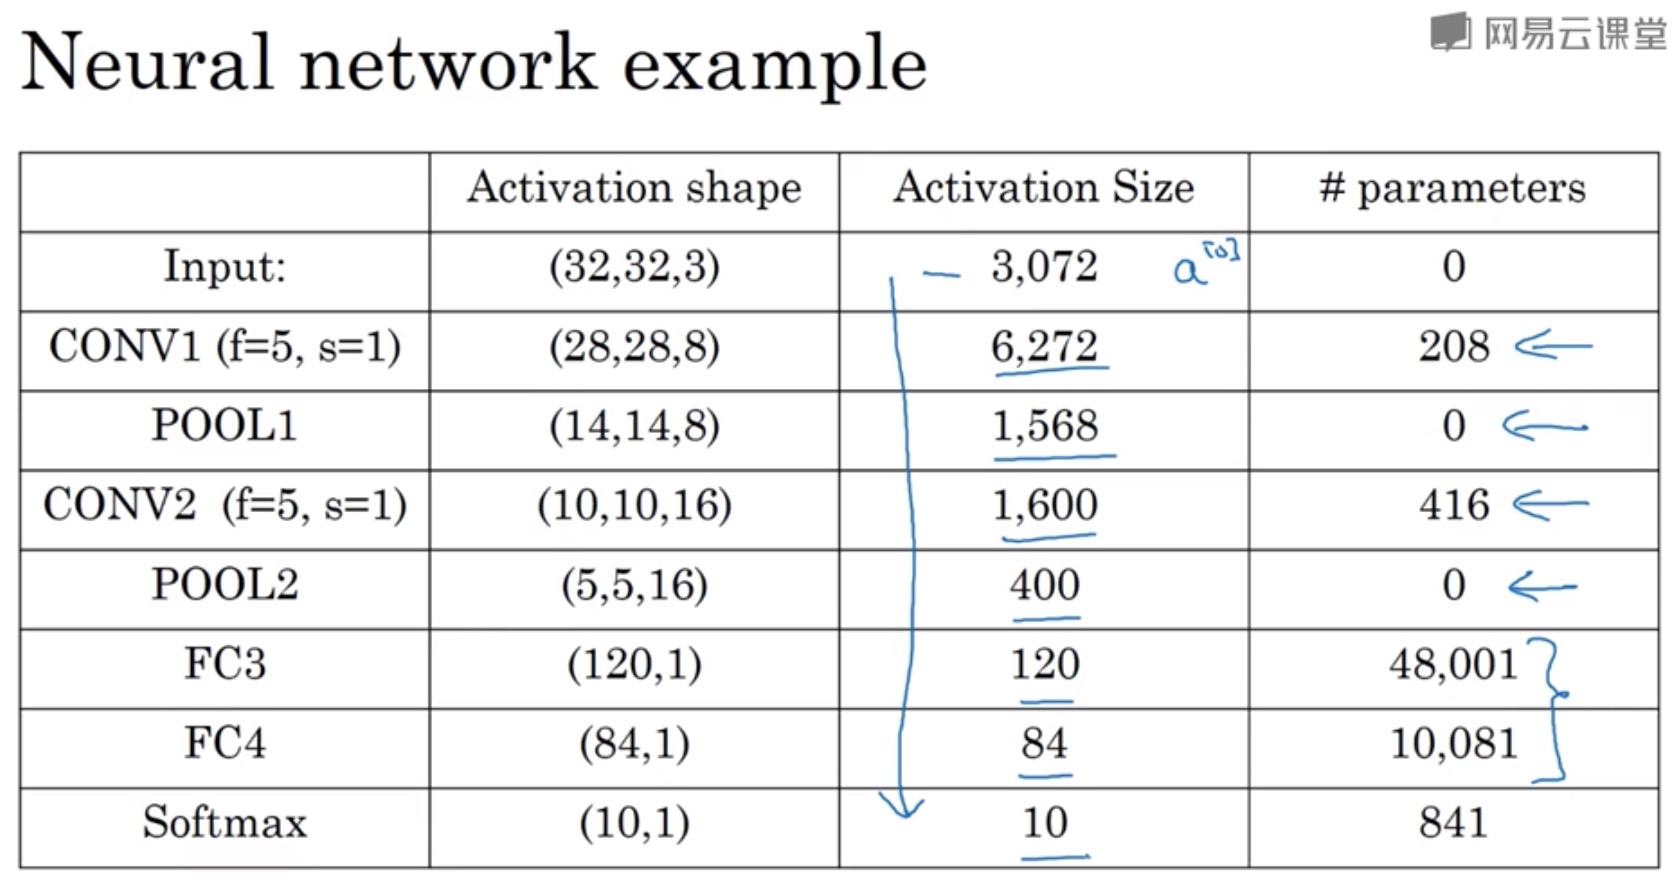 网易云课堂
Neural network example
Activation shape Activation Size # parameters
Input: (32,32,3) 3,072 a[0] 0
CONV1 (f=5, s=1) (28,28,8) 6,272 208
POOL1 (14,14,8) 1,568 0
CONV2 (f=5, s=1) (10,10,16) 1,600 416
POOL2 (5,5,16) 400 0
FC3 (120,1) 120 48,001
FC4 (84,1) 84 10,081
Softmax (10,1) 10 841